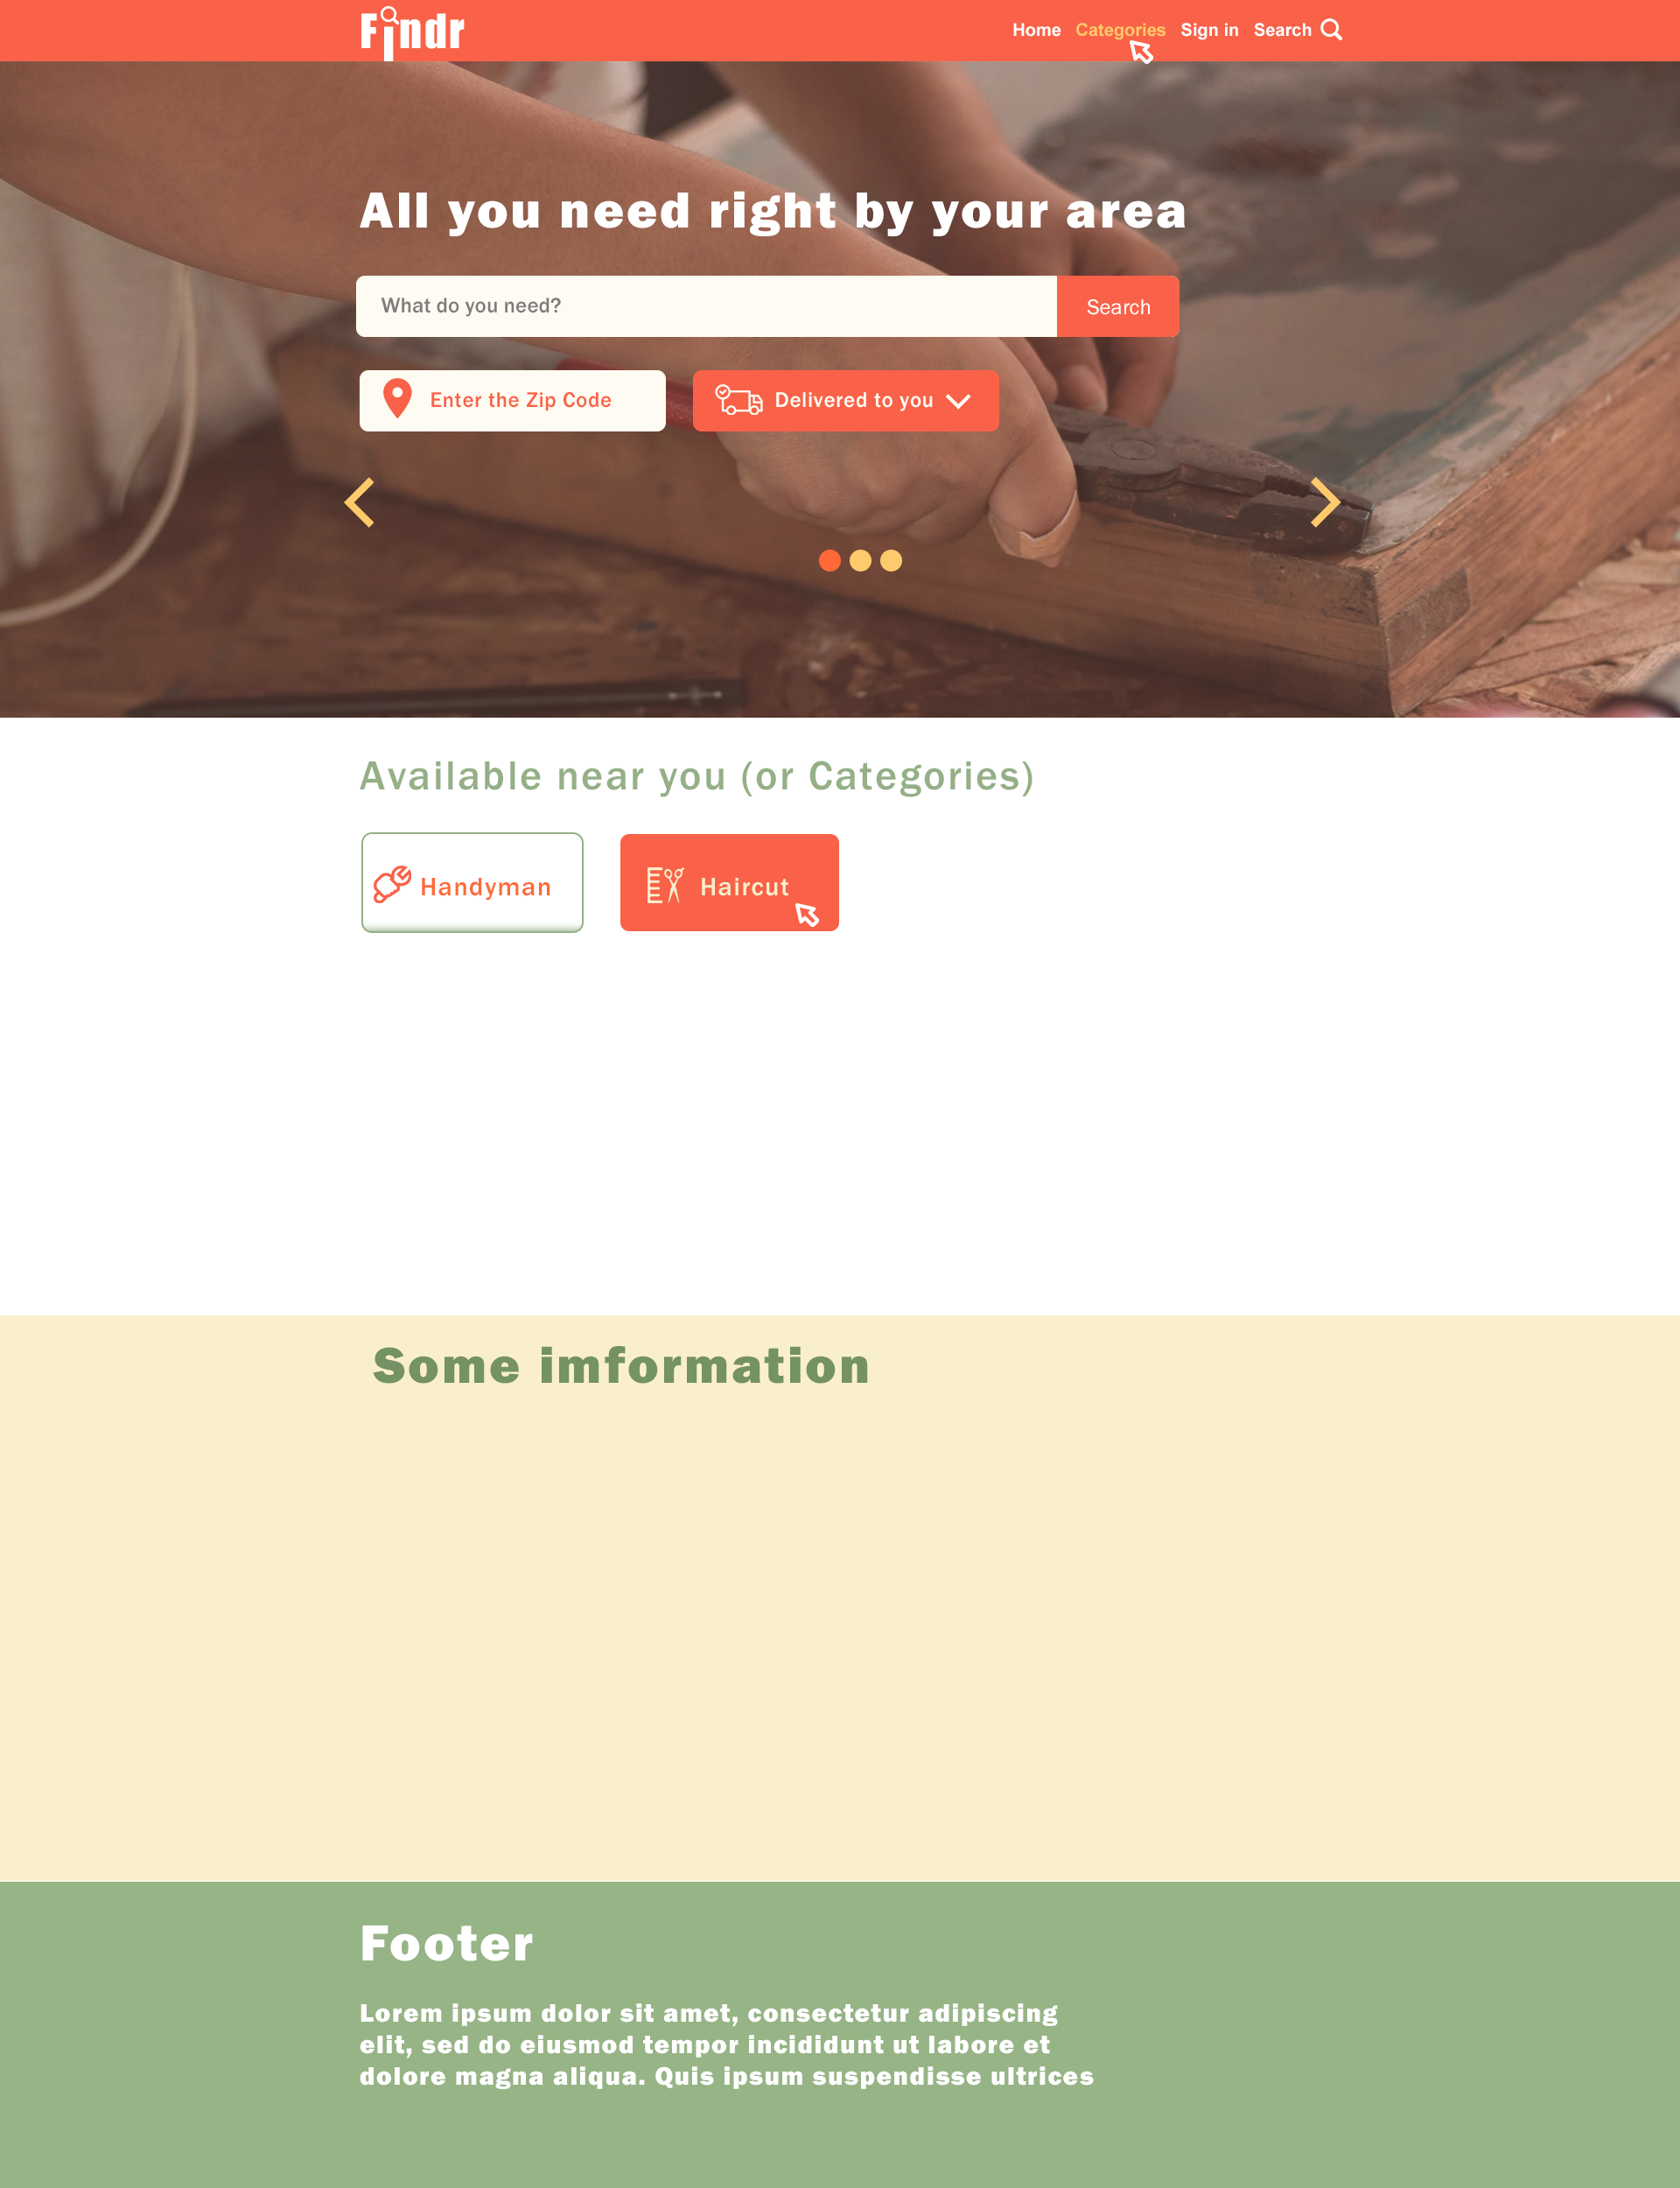 Findr
Home Categories Sign in Search
All you need right by your area
What do you need?
Search
Enter the Zip Code
Delivered to you
Available near you (or Categories)
Handyman
Haircut
Some imformation
Footer
Lorem ipsum dolor sit amet, consectetur adipiscing
elit, sed do eiusmod tempor incididunt ut labore et
dolore magna aliqua. Quis ipsum suspendisse ultrices